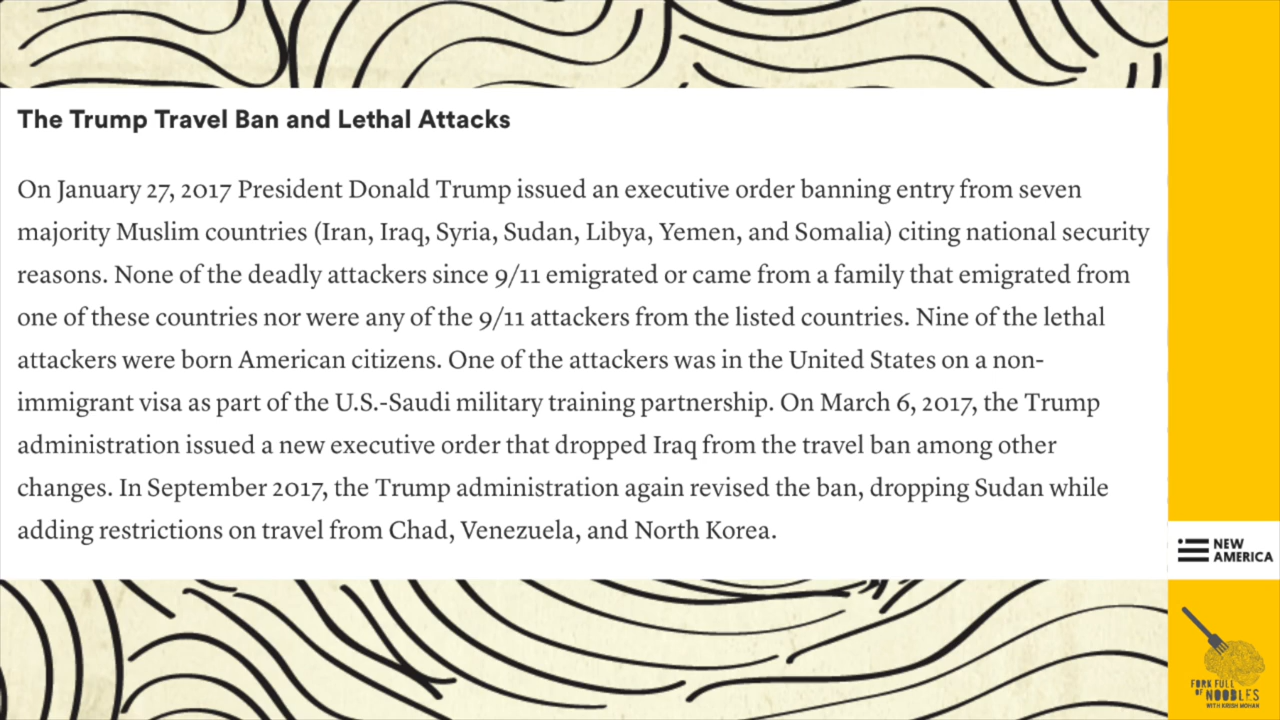 The Trump Travel Ban and Lethal Attacks
On January 27, 2017 President Donald Trump issued an executive order banning entry from seven
majority Muslim countries (Iran, Iraq, Syria, Sudan, Libya, Yemen, and Somalia) citing national security
reasons. None of the deadly attackers since 9/11 emigrated or came from a family that emigrated from
one of these countries nor were any of the 9/11 attackers from the listed countries. Nine of the lethal
attackers were born American citizens. One of the attackers was in the United States on a non-
immigrant visa as part of the U.S.-Saudi military training partnership. On March 6, 2017, the Trump
administration issued a new executive order that dropped Iraq from the travel ban among other
changes. In September 2017, the Trump administration again revised the ban, dropping Sudan while
adding restrictions on travel from Chad, Venezuela, and North Korea.
NEW
AMERICA
FORK FULL
OF NOODLES
WITH KRISH MOHAN